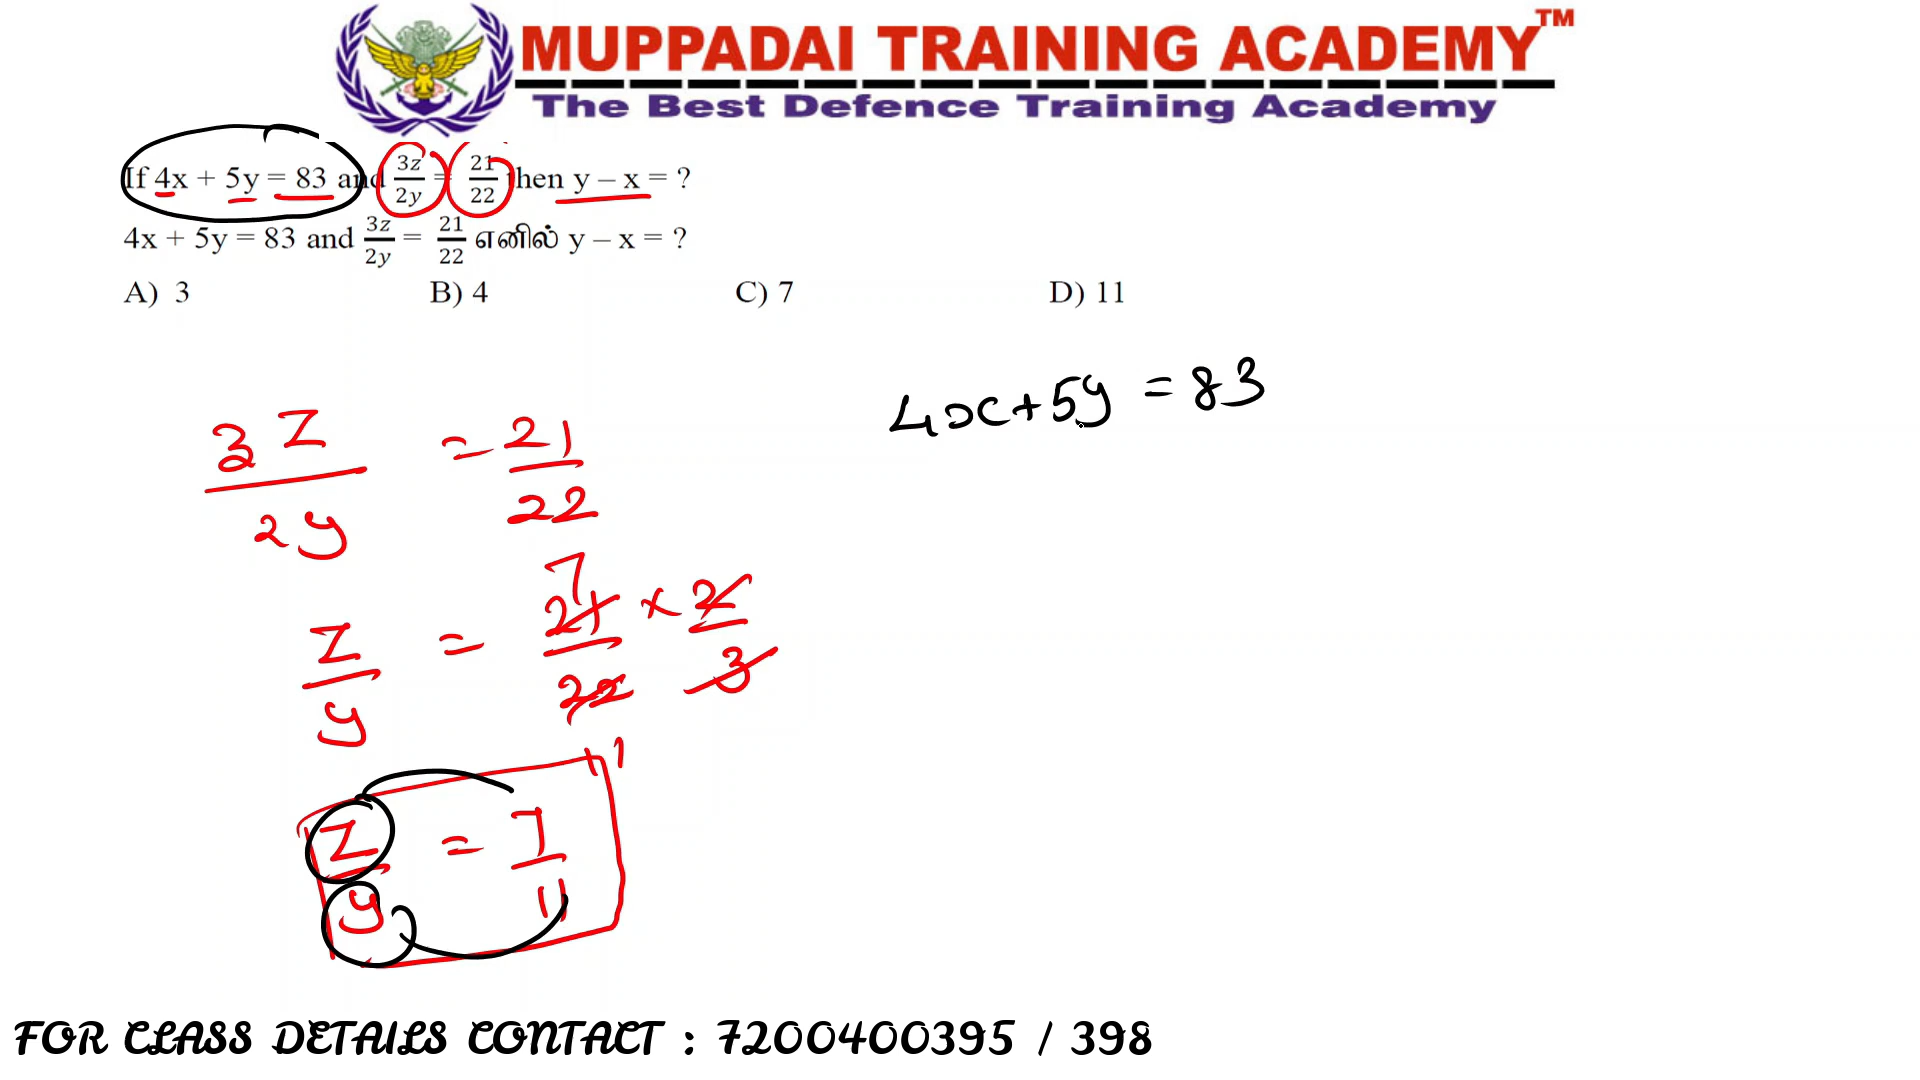 MUPPADAI TRAINING ACADEMY™
The Best Defence Training Academy
If 4x + 5y = 83 and 3z/2y = 21/22 then y – x = ?
4x + 5y = 83 and 3z/2y = 21/22 எனில் y – x = ?
A) 3 B) 4 C) 7 D) 11
4x+5y = 83
3z/2y = 21/22
z/y = 21/22 × 2/3
7
11
z/y = 7/11
FOR CLASS DETAILS CONTACT : 7200400395 / 398